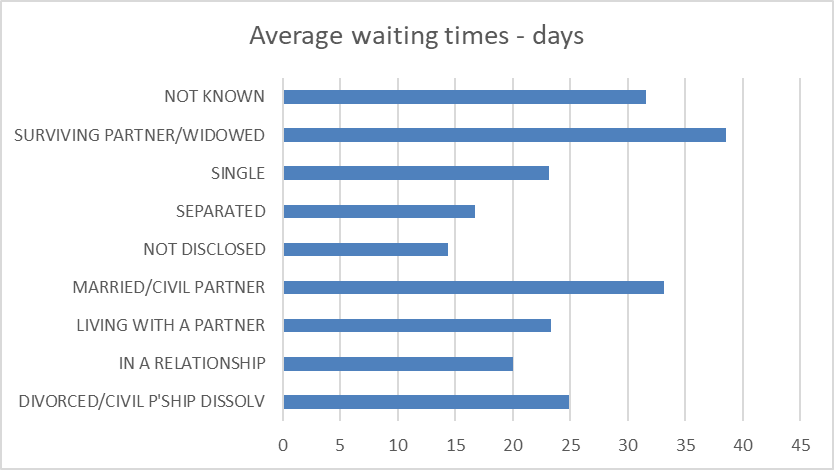 Average waiting times - days
NOT KNOWN
SURVIVING PARTNER/WIDOWED
SINGLE
SEPARATED
NOT DISCLOSED
MARRIED/CIVIL PARTNER
LIVING WITH A PARTNER
IN A RELATIONSHIP
DIVORCED/CIVIL P'SHIP DISSOLV
0 5 10 15 20 25 30 35 40 45